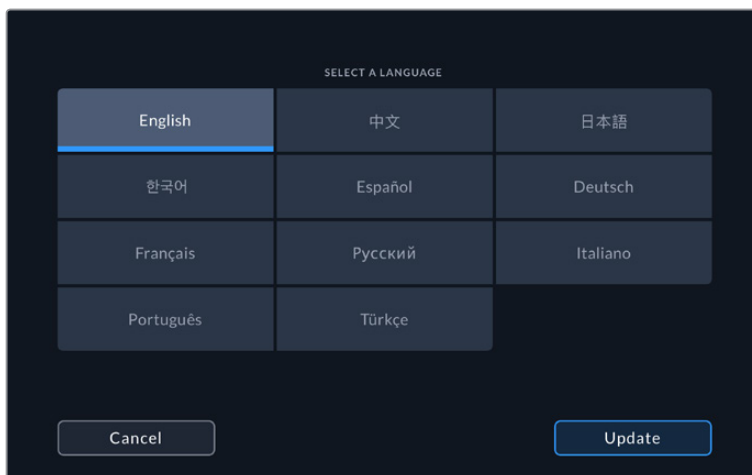 SELECT A LANGUAGE
English
中文
日本語
한국어
Español
Deutsch
Français
Русский
Italiano
Português
Türkçe
Cancel
Update